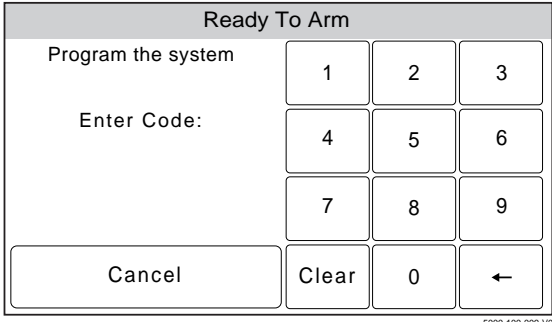 Ready To Arm
Program the system
1 2 3
Enter Code:
4 5 6
7 8 9
Cancel
Clear 0 ←